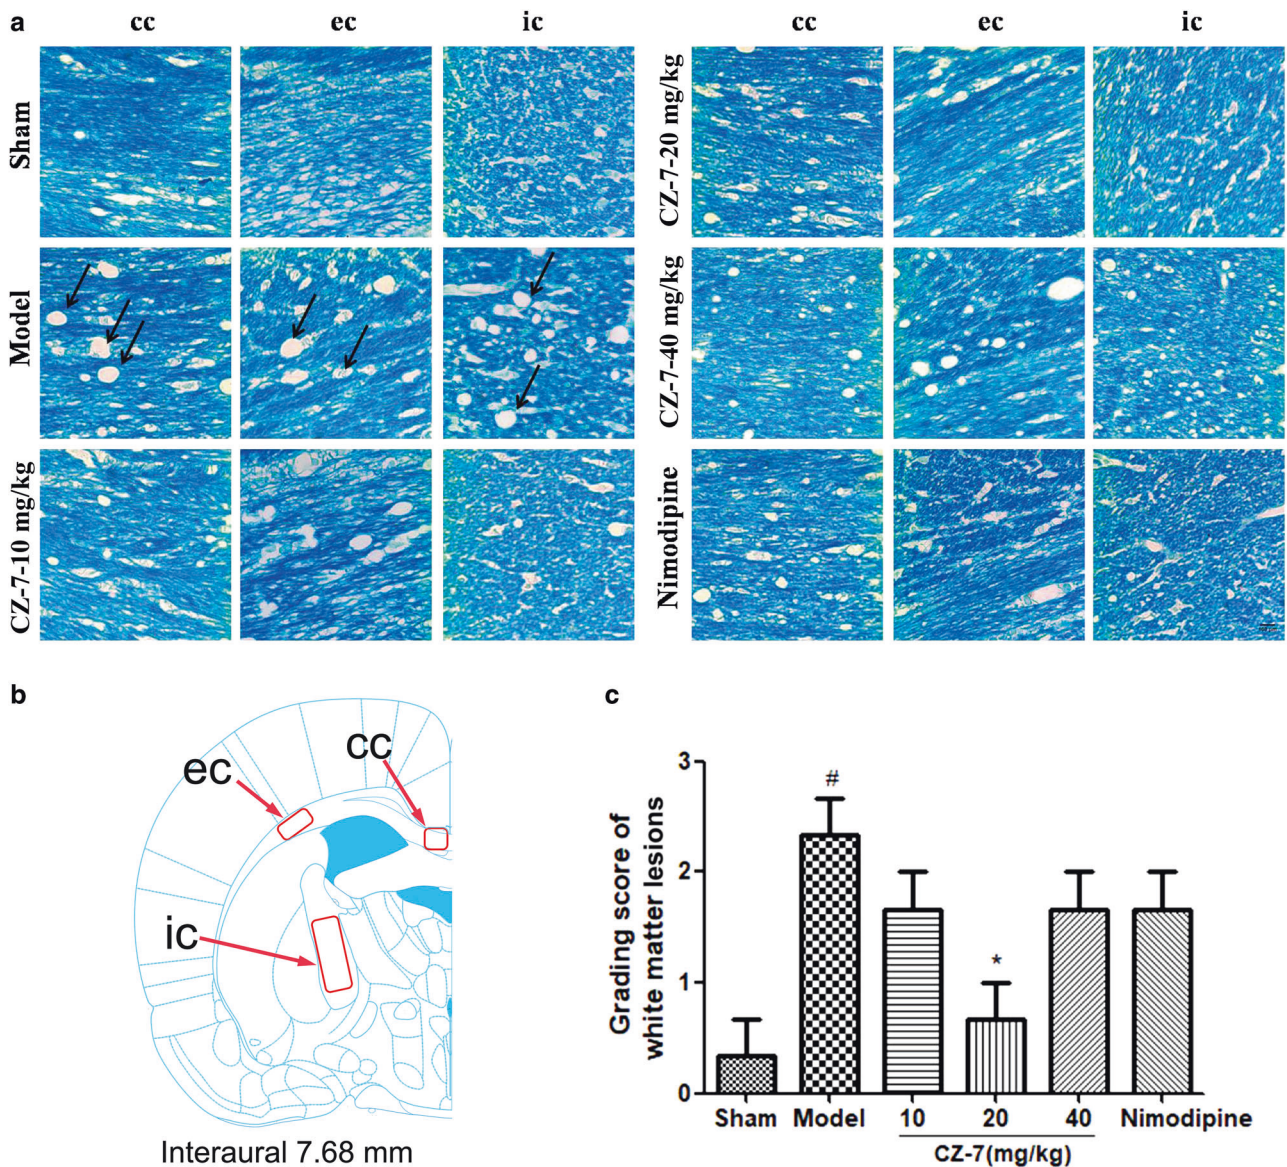 a
cc ec ic cc ec ic
Sham
Model
CZ-7-10 mg/kg
CZ-7-20 mg/kg
CZ-7-40 mg/kg
Nimodipine
b
cc
ec
ic
Interaural 7.68 mm
c
Grading score of
white matter lesions
3
2
1
0
#
*
Sham Model 10 20 40 Nimodipine
CZ-7(mg/kg)